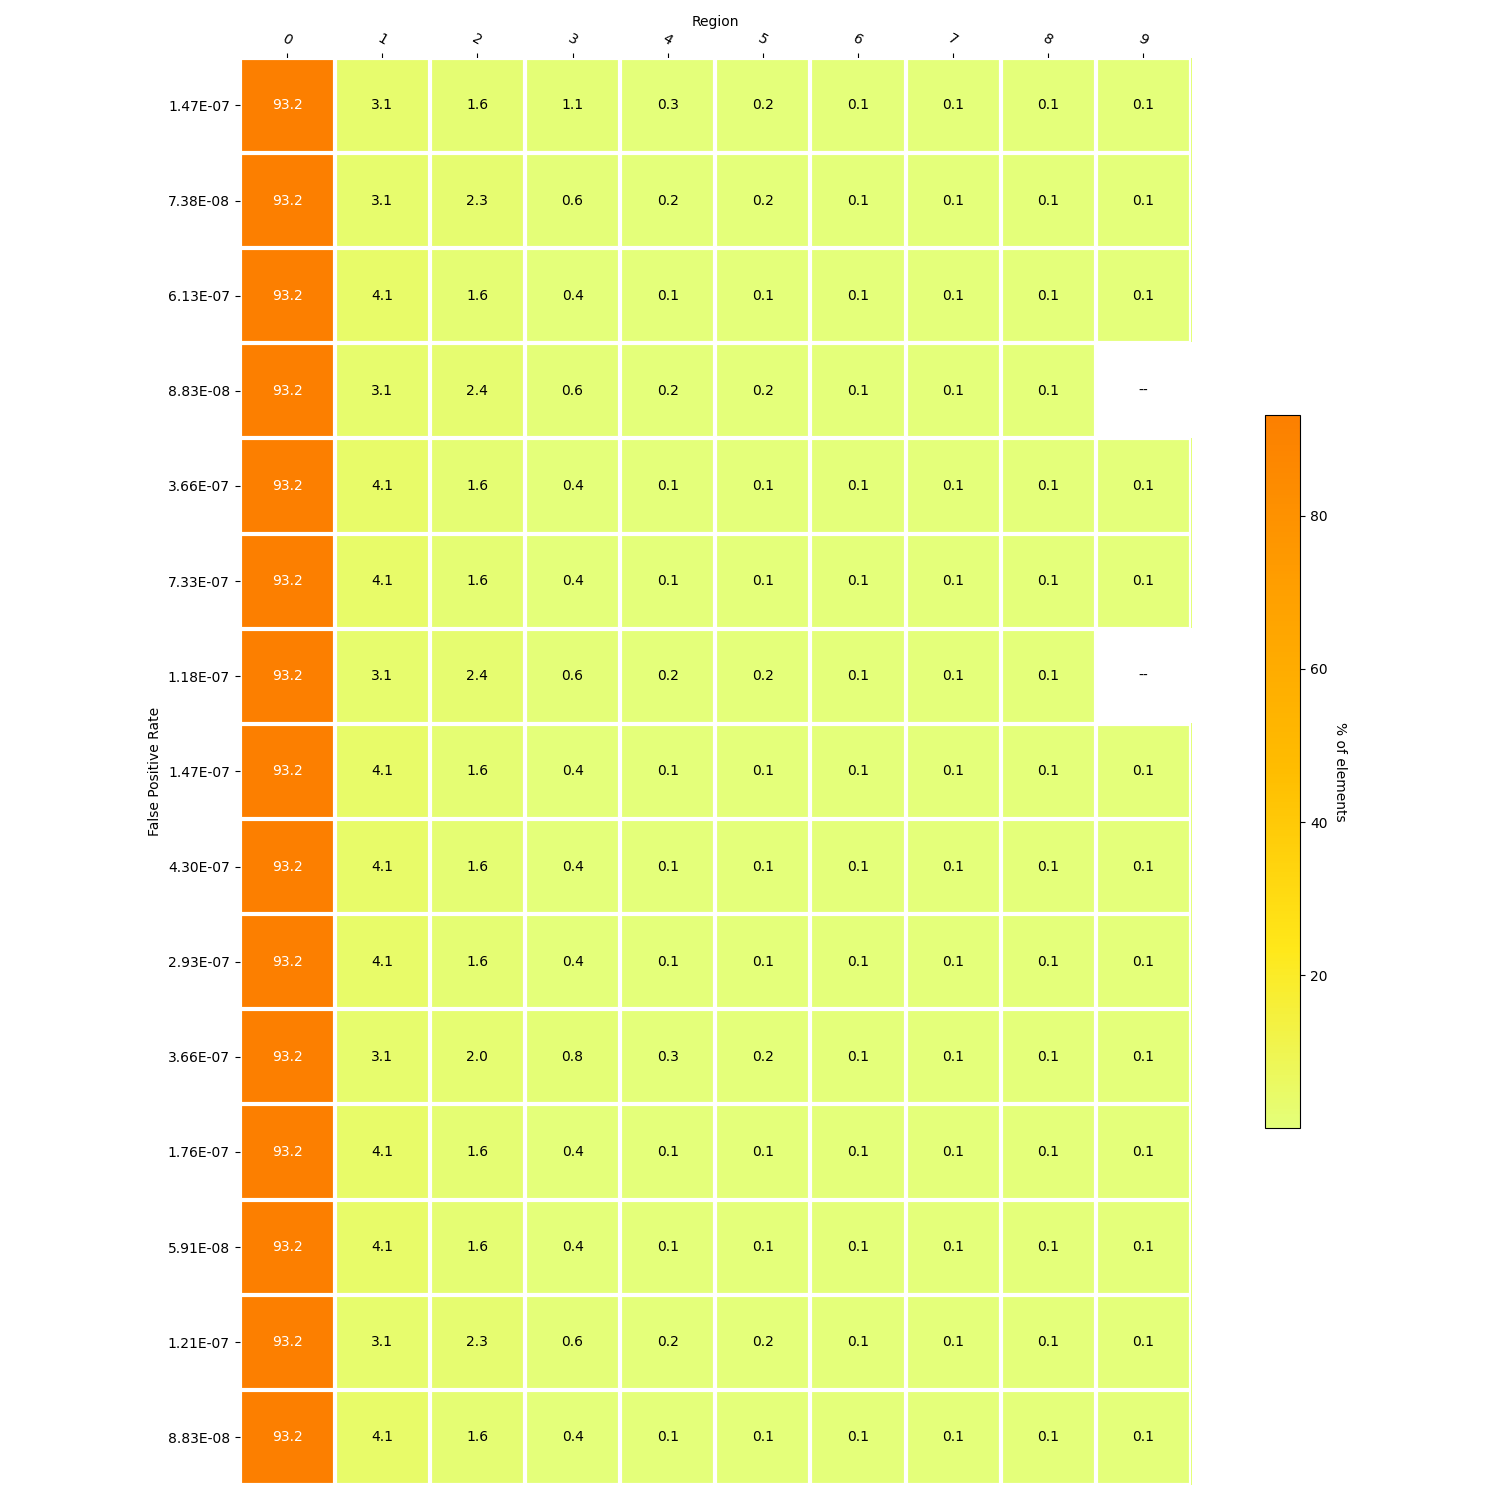 Region
0 1 2 3 4 5 6 7 8 9
1.47E-07 93.2 3.1 1.6 1.1 0.3 0.2 0.1 0.1 0.1 0.1
7.38E-08 93.2 3.1 2.3 0.6 0.2 0.2 0.1 0.1 0.1 0.1
6.13E-07 93.2 4.1 1.6 0.4 0.1 0.1 0.1 0.1 0.1 0.1
8.83E-08 93.2 3.1 2.4 0.6 0.2 0.2 0.1 0.1 0.1 --
3.66E-07 93.2 4.1 1.6 0.4 0.1 0.1 0.1 0.1 0.1 0.1
7.33E-07 93.2 4.1 1.6 0.4 0.1 0.1 0.1 0.1 0.1 0.1
1.18E-07 93.2 3.1 2.4 0.6 0.2 0.2 0.1 0.1 0.1 --
1.47E-07 93.2 4.1 1.6 0.4 0.1 0.1 0.1 0.1 0.1 0.1
4.30E-07 93.2 4.1 1.6 0.4 0.1 0.1 0.1 0.1 0.1 0.1
2.93E-07 93.2 4.1 1.6 0.4 0.1 0.1 0.1 0.1 0.1 0.1
3.66E-07 93.2 3.1 2.0 0.8 0.3 0.2 0.1 0.1 0.1 0.1
1.76E-07 93.2 4.1 1.6 0.4 0.1 0.1 0.1 0.1 0.1 0.1
5.91E-08 93.2 4.1 1.6 0.4 0.1 0.1 0.1 0.1 0.1 0.1
1.21E-07 93.2 3.1 2.3 0.6 0.2 0.2 0.1 0.1 0.1 0.1
8.83E-08 93.2 4.1 1.6 0.4 0.1 0.1 0.1 0.1 0.1 0.1
False Positive Rate
80
60
40
20
% of elements